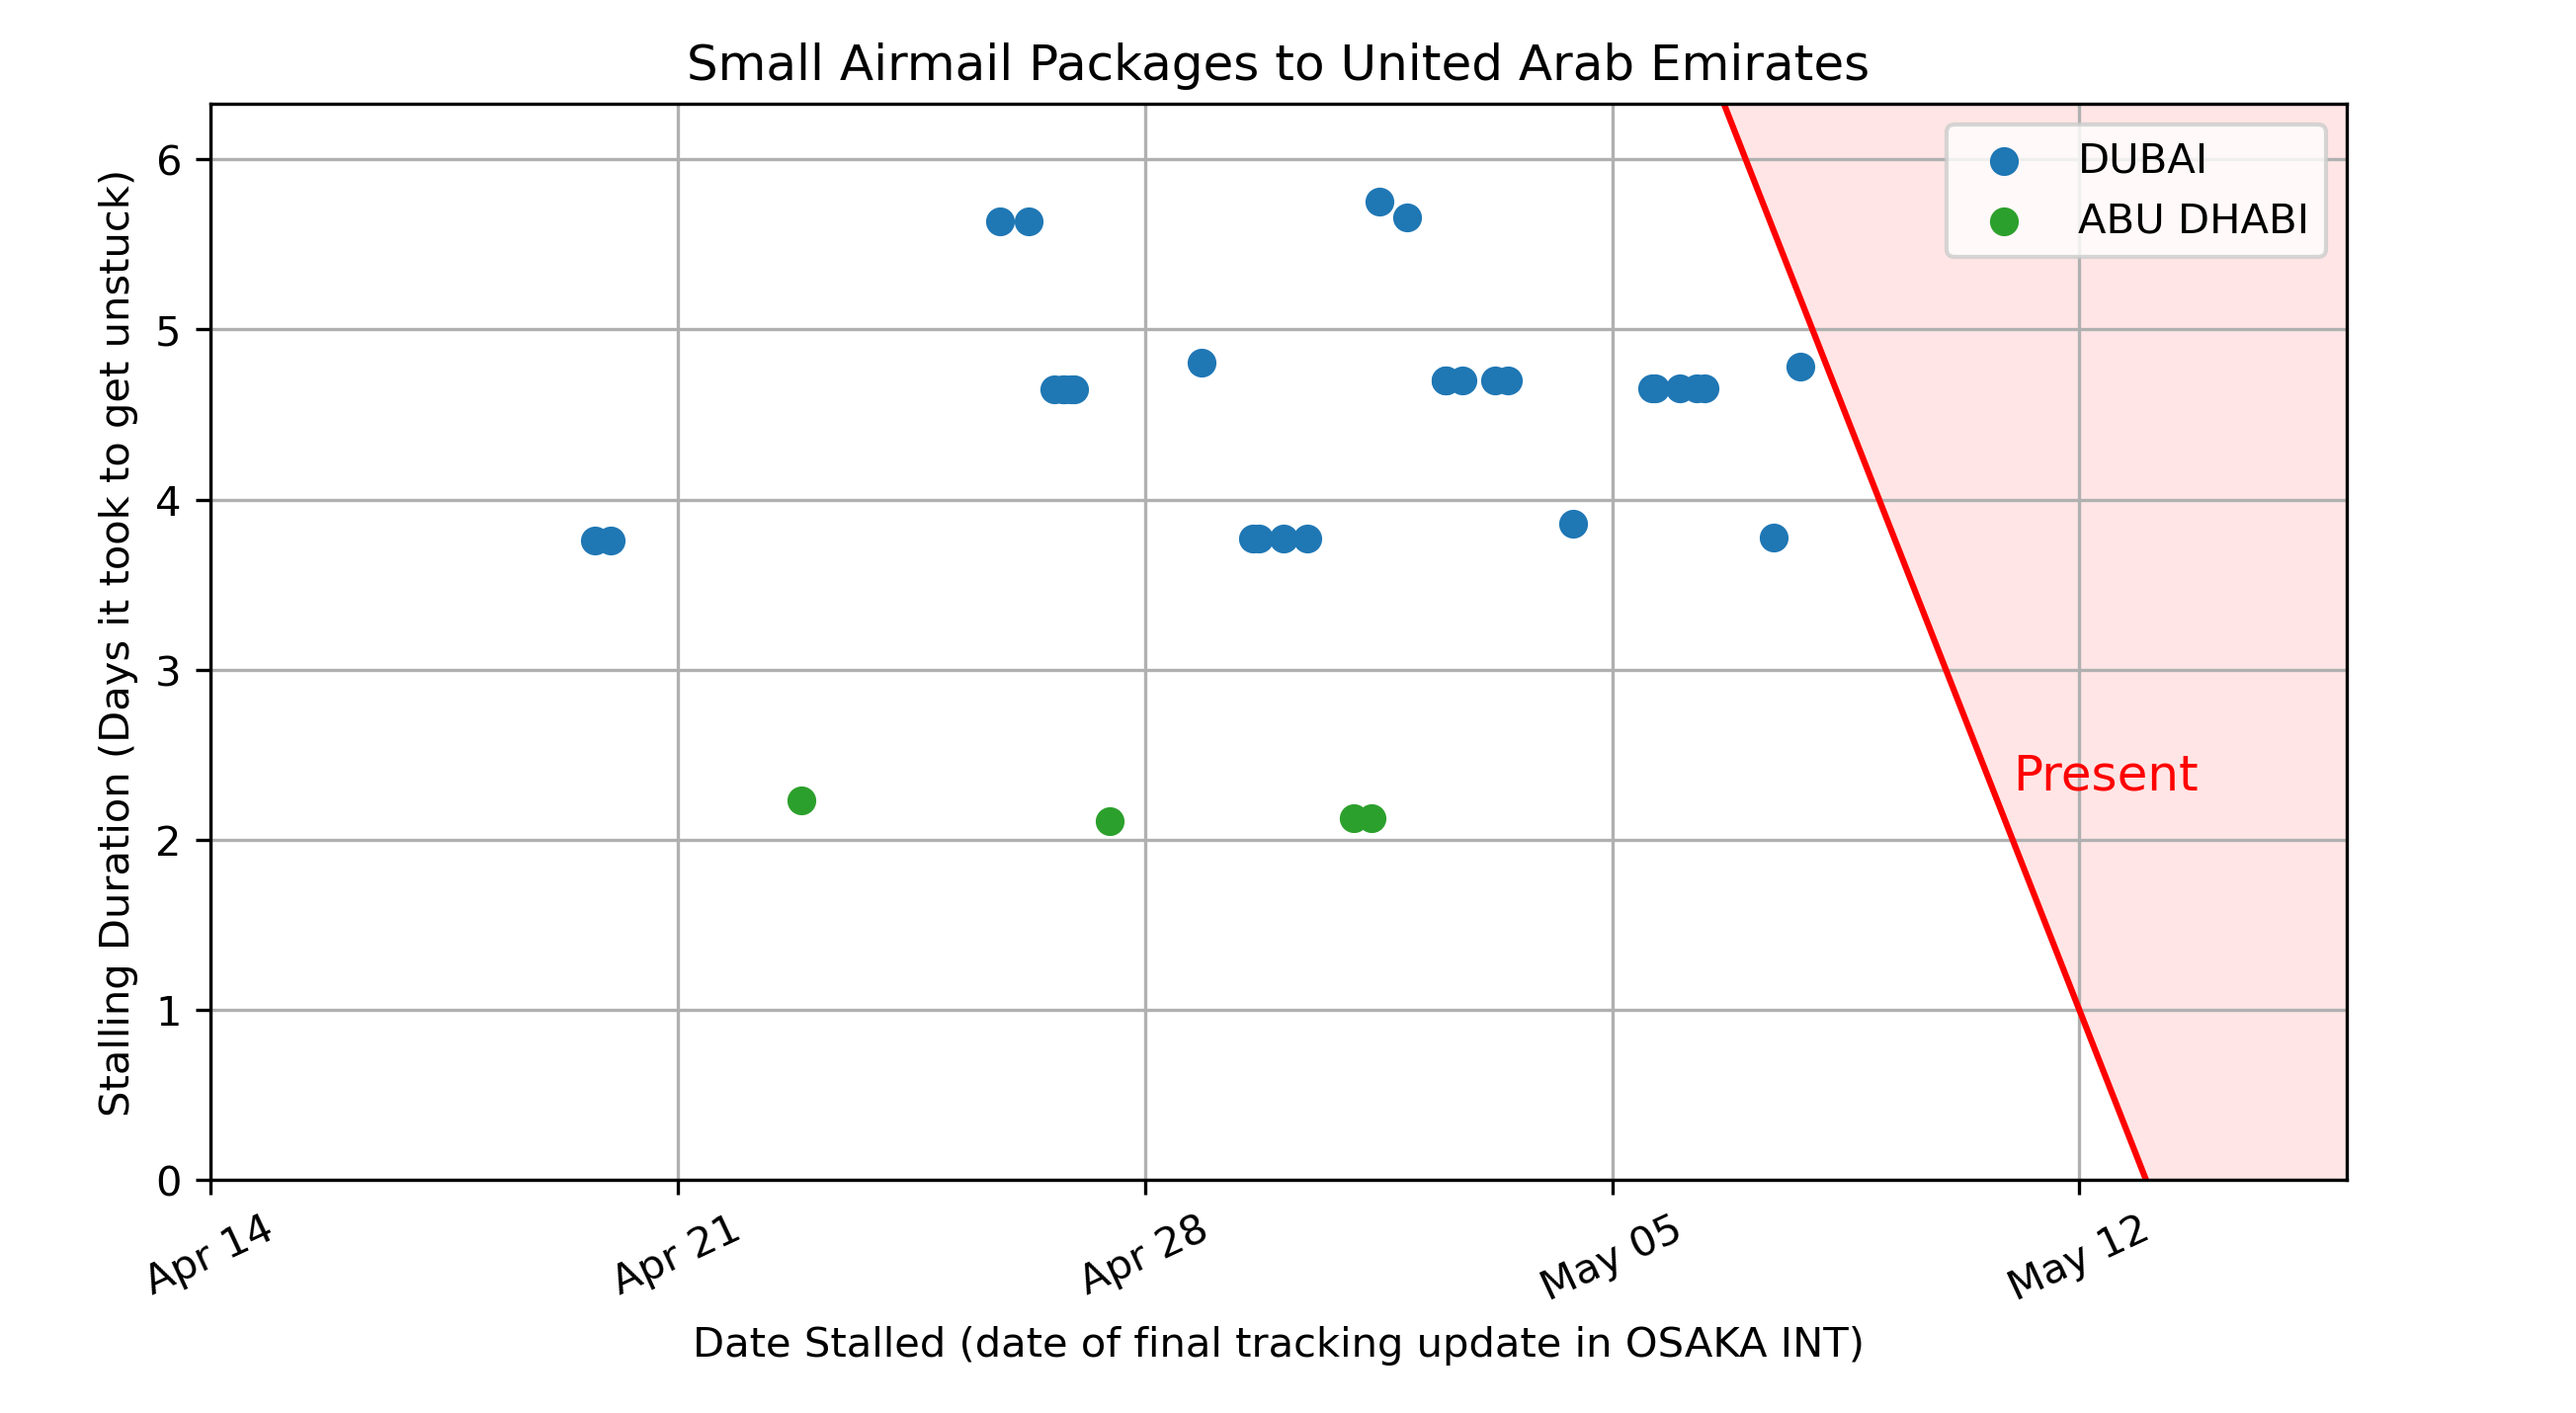 Small Airmail Packages to United Arab Emirates
DUBAI
ABU DHABI
Present
Stalling Duration (Days it took to get unstuck)
6
5
4
3
2
1
0
Apr 14
Apr 21
Apr 28
May 05
May 12
Date Stalled (date of final tracking update in OSAKA INT)